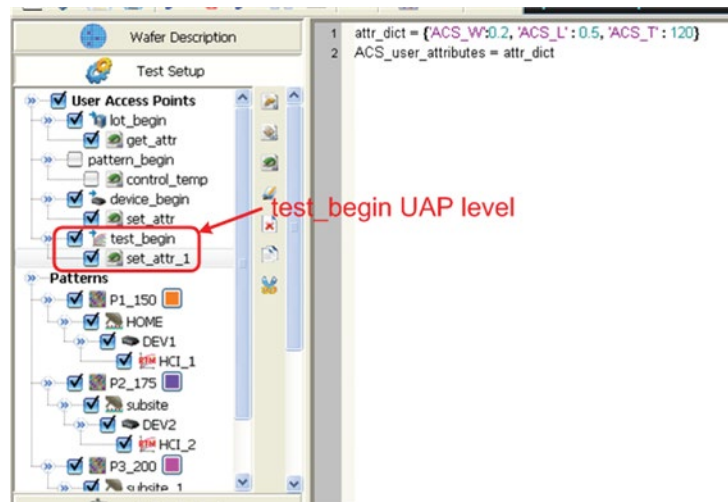 Wafer Description
Test Setup
User Access Points
lot_begin
get_attr
pattern_begin
control_temp
device_begin
set_attr
test_begin
set_attr_1
Patterns
P1_150
HOME
DEV1
HCI_1
P2_175
subsite
DEV2
HCI_2
P3_200
subsite_1
1 attr_dict = {'ACS_W':0.2, 'ACS_L' : 0.5, 'ACS_T' : 120}
2 ACS_user_attributes = attr_dict
test_begin UAP level